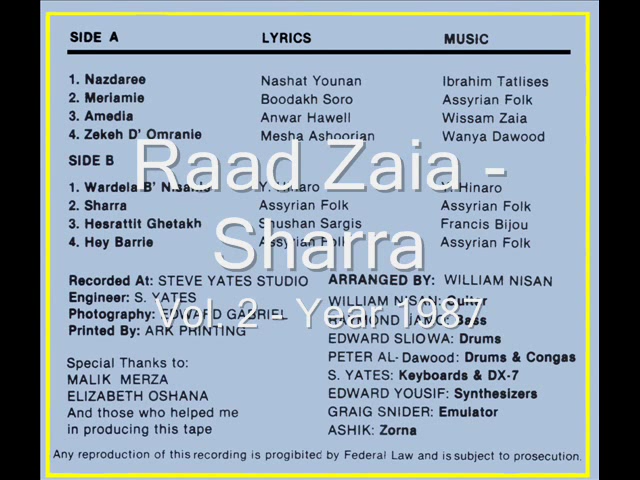 SIDE A LYRICS MUSIC
1. Nazdaree Nashat Younan Ibrahim Tatlises
2. Meriamie Boodakh Soro Assyrian Folk
3. Amedia Anwar Hawell Wissam Zaia
4. Zekeh D' Omranie Mesha Ashoorian Wanya Dawood
Raad Zaia -
Sharra
Vol. 2 - Year 1987
SIDE B
1. Wardela B' Y. Hinaro Hinaro
2. Sharra Assyrian Folk Assyrian Folk
3. Hesrattit Ghetakh Shushan Sargis Francis Bijou
4. Hey Barrie Assyrian Folk Assyrian Folk
Recorded At: STEVE YATES STUDIO
Engineer: S. YATES
Photography: EDWARD GABRIEL
Printed By: ARK PRINTING
Special Thanks to:
MALIK MERZA
ELIZABETH OSHANA
And those who helped me
in producing this tape
ARRANGED BY: WILLIAM NISAN
WILLIAM NISAN: Guitar
Bass
EDWARD SLIOWA: Drums
PETER AL-Dawood: Drums & Congas
S. YATES: Keyboards & DX-7
EDWARD YOUSIF: Synthesizers
GRAIG SNIDER: Emulator
ASHIK: Zorna
Any reproduction of this recording is progibited by Federal Law and is subject to prosecution.